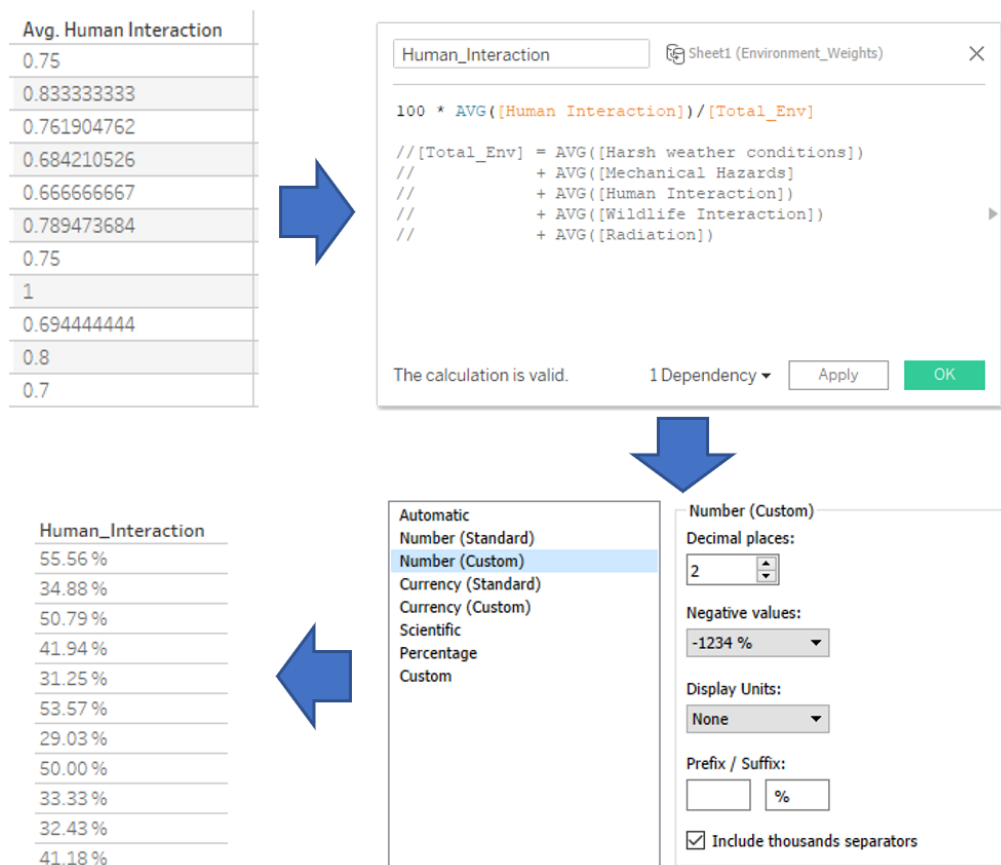 Avg. Human Interaction
0.75
0.833333333
0.761904762
0.684210526
0.666666667
0.789473684
0.75
1
0.694444444
0.8
0.7
Human_Interaction
Sheet1 (Environment_Weights)
100 * AVG([Human Interaction])/[Total_Env]
//[Total_Env] = AVG([Harsh weather conditions])
// + AVG([Mechanical Hazards]
// + AVG([Human Interaction])
// + AVG([Wildlife Interaction])
// + AVG([Radiation])
The calculation is valid.
1 Dependency
Apply
OK
Human_Interaction
55.56 %
34.88 %
50.79 %
41.94 %
31.25 %
53.57 %
29.03 %
50.00 %
33.33 %
32.43 %
41.18 %
Automatic
Number (Standard)
Number (Custom)
Currency (Standard)
Currency (Custom)
Scientific
Percentage
Custom
Number (Custom)
Decimal places:
2
Negative values:
-1234 %
Display Units:
None
Prefix / Suffix:
%
Include thousands separators